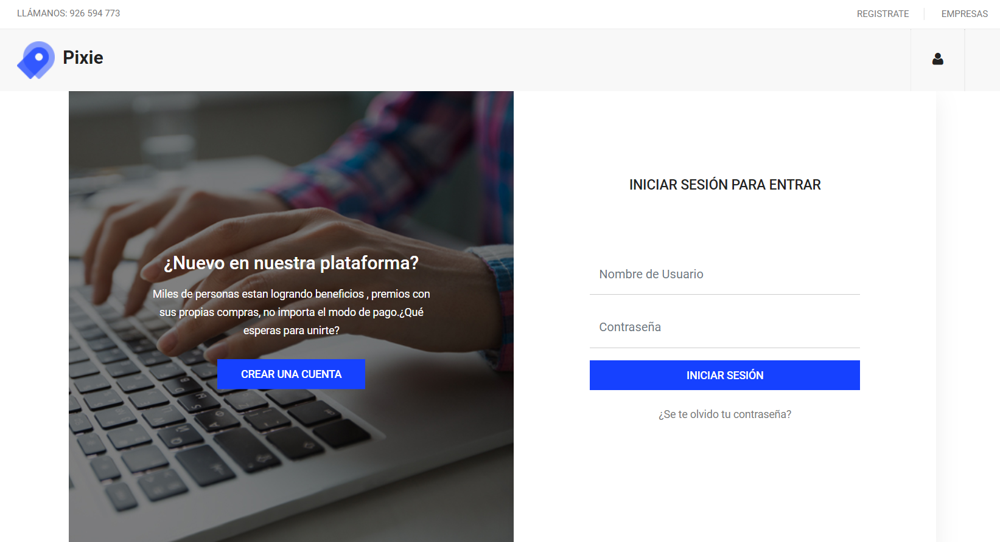 LLÁMANOS: 926 594 773
REGISTRATE
EMPRESAS
Pixie
¿Nuevo en nuestra plataforma?
Miles de personas estan logrando beneficios , premios con
sus propias compras, no importa el modo de pago.¿Qué
esperas para unirte?
CREAR UNA CUENTA
INICIAR SESIÓN PARA ENTRAR
Nombre de Usuario
Contraseña
INICIAR SESIÓN
¿Se te olvido tu contraseña?